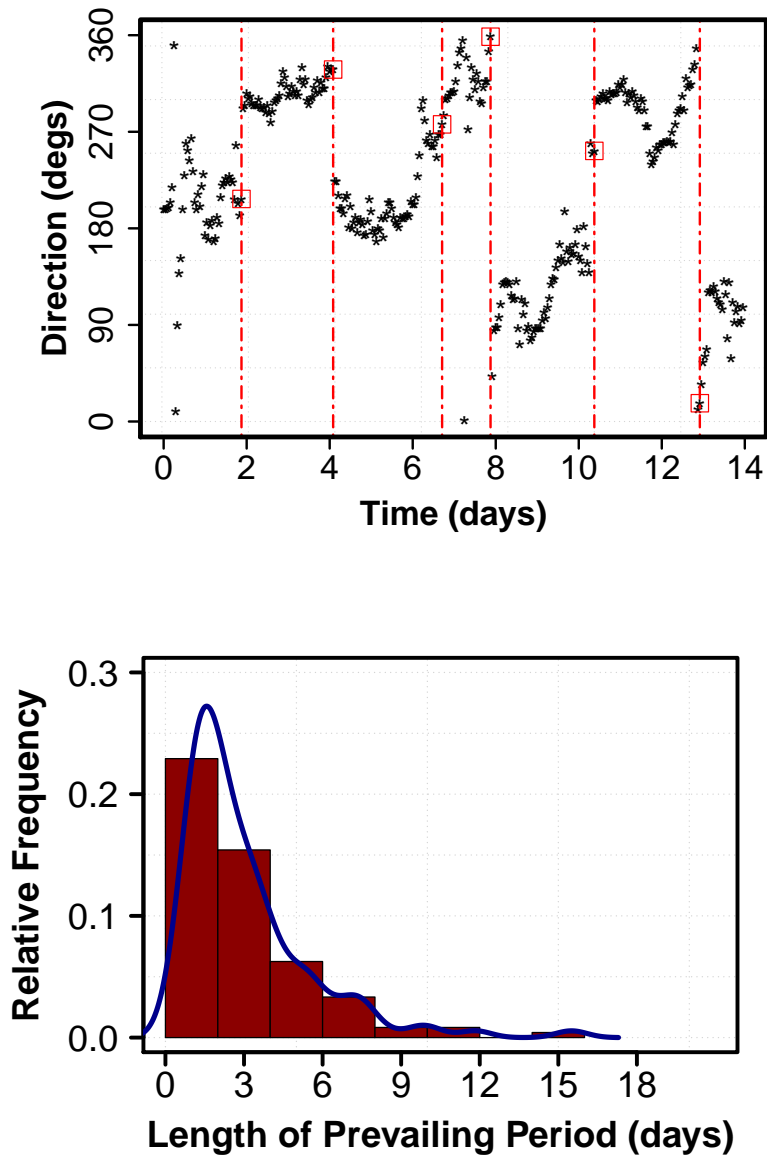 360
270
180
90
0
Direction (degs)
0 2 4 6 8 10 12 14
Time (days)
0.3
0.2
0.1
0.0
Relative Frequency
0 3 6 9 12 15 18
Length of Prevailing Period (days)